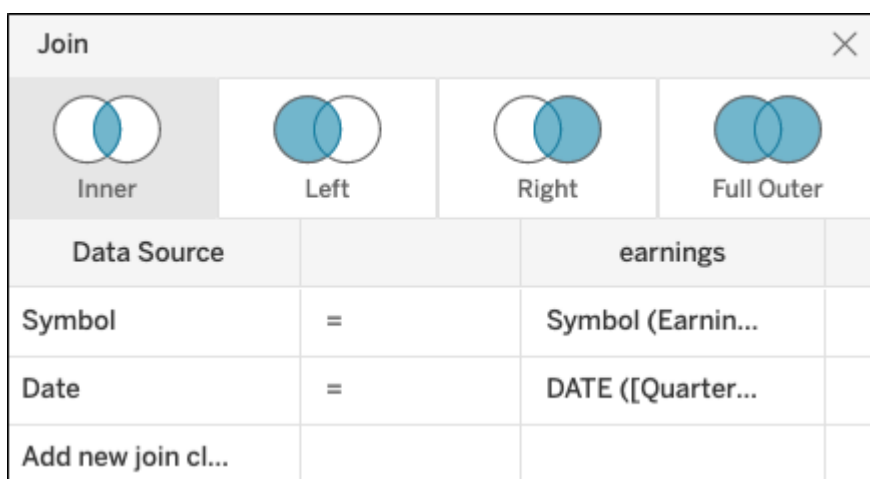 Join
Inner Left Right Full Outer
Data Source earnings
Symbol = Symbol (Earnin...
Date = DATE ([Quarter...
Add new join cl...